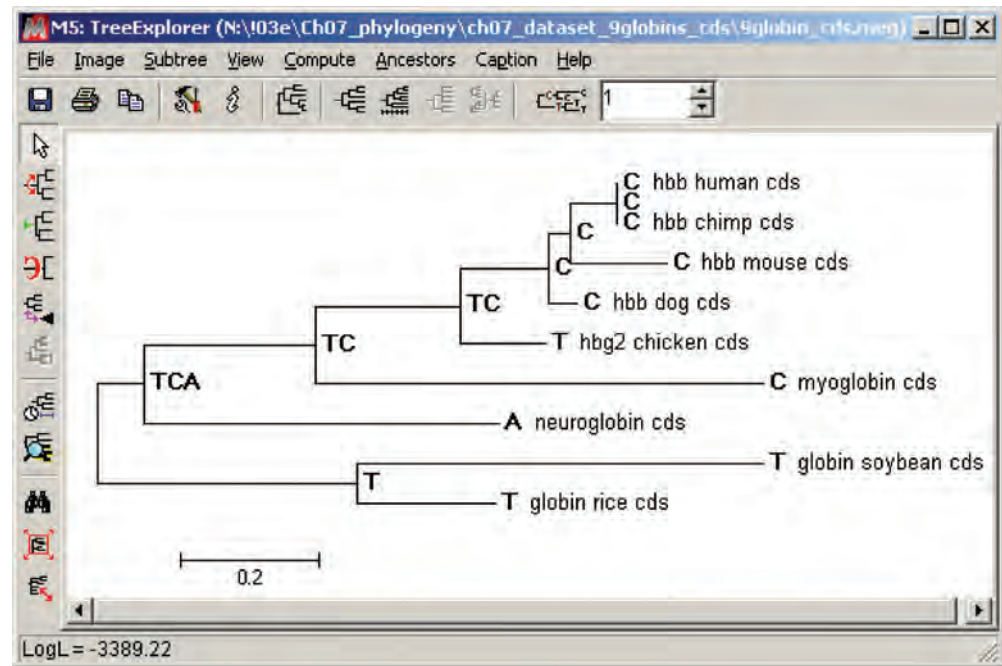 M5: TreeExplorer (N:\!03e\Ch07_phylogeny\ch07_dataset_9globins_cds\9globin_cds.meg)
File Image Subtree View Compute Ancestors Caption Help
1
C hbb human cds
C
C hbb chimp cds
C
C hbb mouse cds
C
C hbb dog cds
TC
T hbg2 chicken cds
TC
TCA
C myoglobin cds
A neuroglobin cds
T globin soybean cds
T
T globin rice cds
0.2
LogL = -3389.22